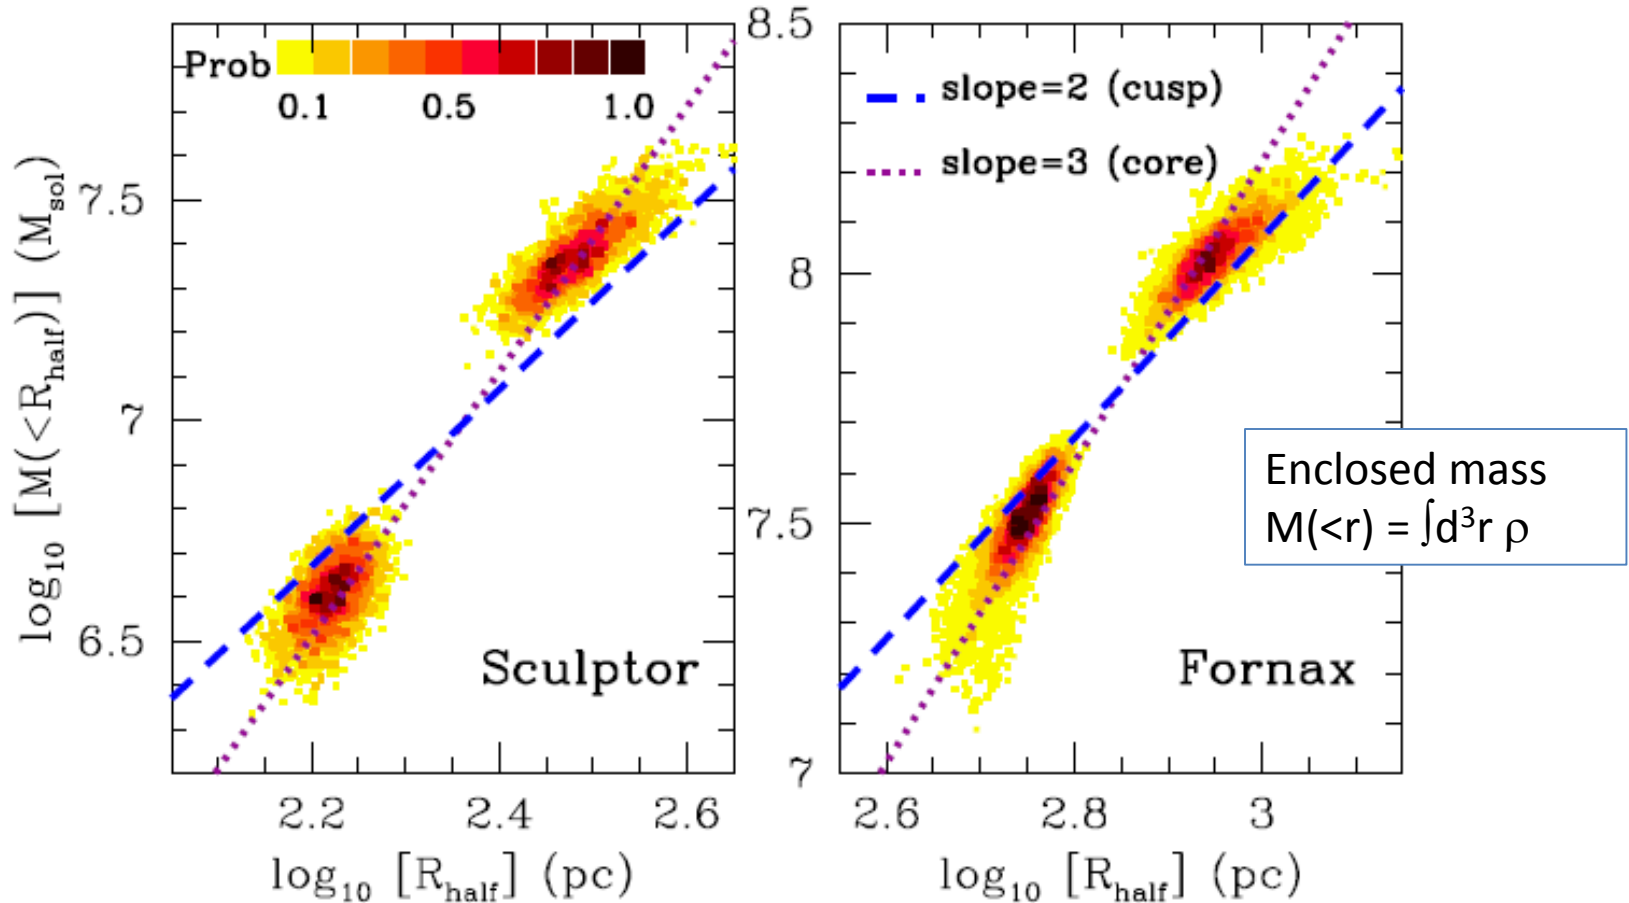 Prob
0.1 0.5 1.0
log10 [M(<Rhalf)] (Msol)
7.5
7
6.5
Sculptor
2.2 2.4 2.6
log10 [Rhalf] (pc)
8.5
8
7.5
7
slope=2 (cusp)
slope=3 (core)
Fornax
2.6 2.8 3
log10 [Rhalf] (pc)
Enclosed mass
M(<r) = ∫d³r ρ